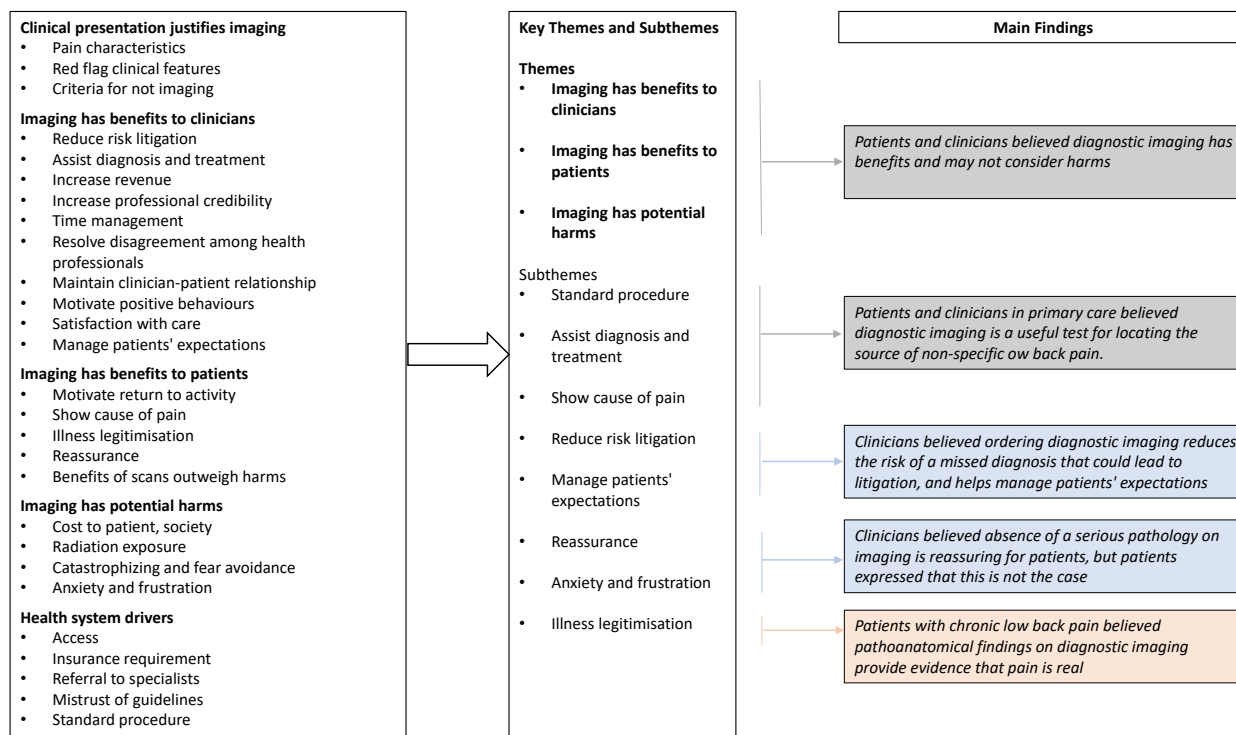 Clinical presentation justifies imaging
• Pain characteristics
• Red flag clinical features
• Criteria for not imaging
Imaging has benefits to clinicians
• Reduce risk litigation
• Assist diagnosis and treatment
• Increase revenue
• Increase professional credibility
• Time management
• Resolve disagreement among health
professionals
• Maintain clinician-patient relationship
• Motivate positive behaviours
• Satisfaction with care
• Manage patients' expectations
Imaging has benefits to patients
• Motivate return to activity
• Show cause of pain
• Illness legitimisation
• Reassurance
• Benefits of scans outweigh harms
Imaging has potential harms
• Cost to patient, society
• Radiation exposure
• Catastrophizing and fear avoidance
• Anxiety and frustration
Health system drivers
• Access
• Insurance requirement
• Referral to specialists
• Mistrust of guidelines
• Standard procedure
Key Themes and Subthemes
Themes
• Imaging has benefits to
clinicians
• Imaging has benefits to
patients
• Imaging has potential
harms
Subthemes
• Standard procedure
• Assist diagnosis and
treatment
• Show cause of pain
• Reduce risk litigation
• Manage patients'
expectations
• Reassurance
• Anxiety and frustration
• Illness legitimisation
Main Findings
Patients and clinicians believed diagnostic imaging has
benefits and may not consider harms
Patients and clinicians in primary care believed
diagnostic imaging is a useful test for locating the
source of non-specific ow back pain.
Clinicians believed ordering diagnostic imaging reduces
the risk of a missed diagnosis that could lead to
litigation, and helps manage patients' expectations
Clinicians believed absence of a serious pathology on
imaging is reassuring for patients, but patients
expressed that this is not the case
Patients with chronic low back pain believed
pathoanatomical findings on diagnostic imaging
provide evidence that pain is real